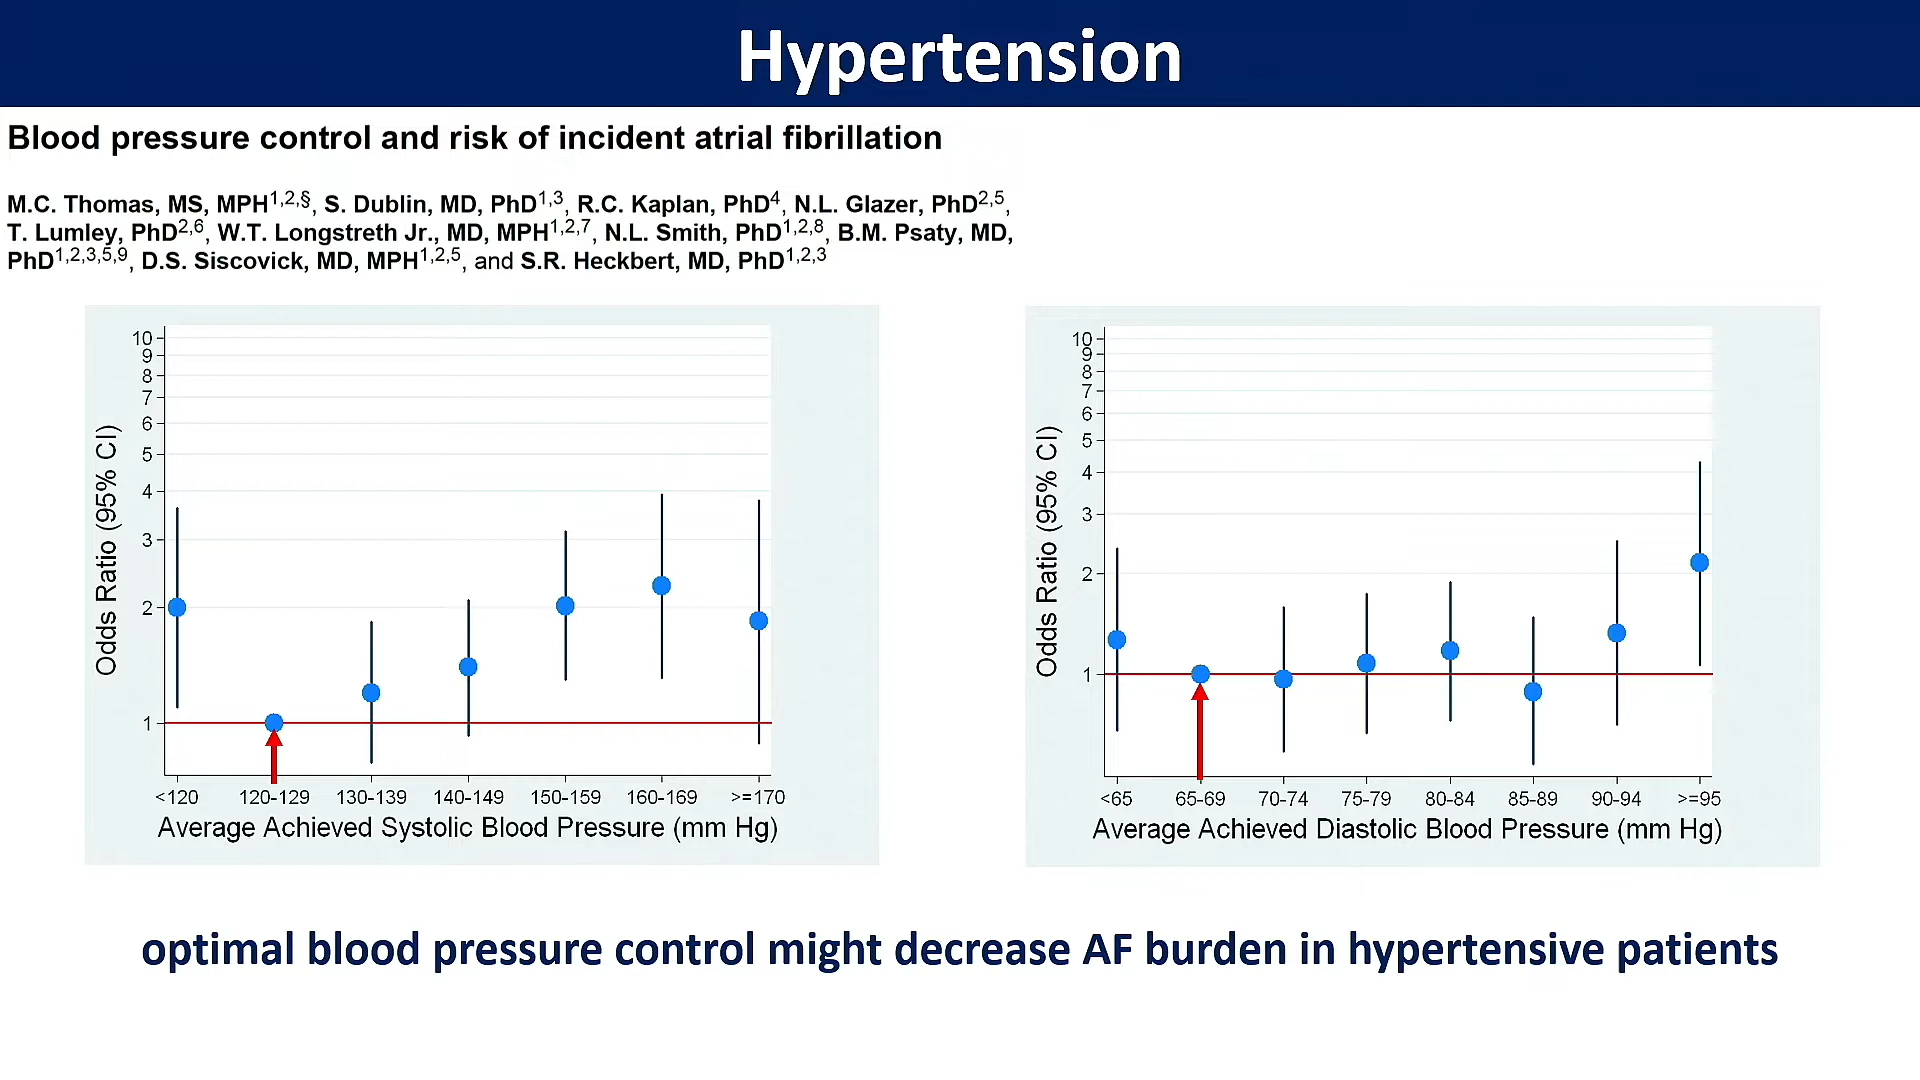 Hypertension
Blood pressure control and risk of incident atrial fibrillation
M.C. Thomas, MS, MPH1,2,§, S. Dublin, MD, PhD1,3, R.C. Kaplan, PhD4, N.L. Glazer, PhD2,5,
T. Lumley, PhD2,6, W.T. Longstreth Jr., MD, MPH1,2,7, N.L. Smith, PhD1,2,8, B.M. Psaty, MD,
PhD1,2,3,5,9, D.S. Siscovick, MD, MPH1,2,5, and S.R. Heckbert, MD, PhD1,2,3
Odds Ratio (95% CI)
10
9
8
7
6
5
4
3
2
1
<120 120-129 130-139 140-149 150-159 160-169 >=170
Average Achieved Systolic Blood Pressure (mm Hg)
Odds Ratio (95% CI)
10
9
8
7
6
5
4
3
2
1
<65 65-69 70-74 75-79 80-84 85-89 90-94 >=95
Average Achieved Diastolic Blood Pressure (mm Hg)
optimal blood pressure control might decrease AF burden in hypertensive patients